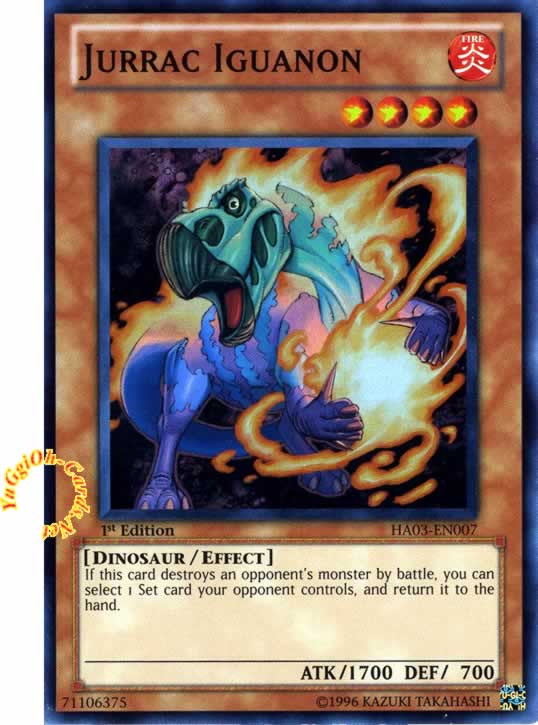 JURRAC IGUANON
FIRE
炎
YuGgiOh-Cards.Net
1st Edition
HA03-EN007
[DINOSAUR / EFFECT]
If this card destroys an opponent's monster by battle, you can
select 1 Set card your opponent controls, and return it to the
hand.
ATK/1700 DEF/ 700
71106375
©1996 KAZUKI TAKAHASHI